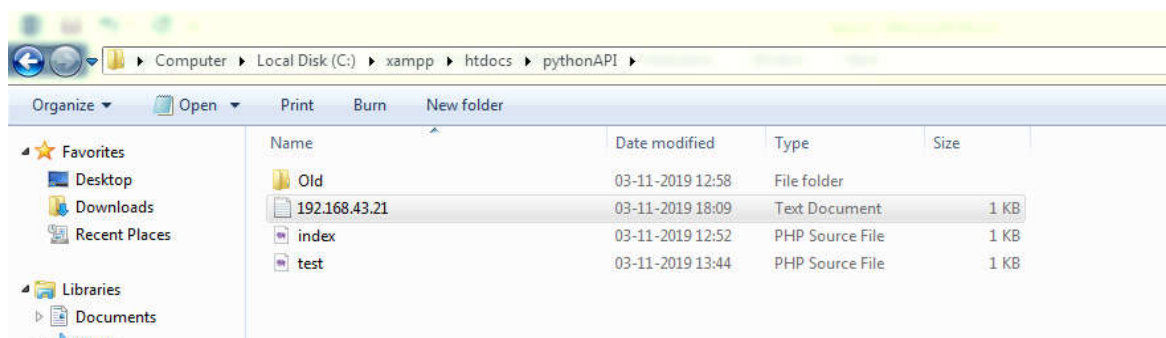 Computer Local Disk (C:) xampp htdocs pythonAPI
Organize Open Print Burn New folder
Favorites
Desktop
Downloads
Recent Places
Libraries
Documents
Name Date modified Type Size
Old 03-11-2019 12:58 File folder
192.168.43.21 03-11-2019 18:09 Text Document 1 KB
index 03-11-2019 12:52 PHP Source File 1 KB
test 03-11-2019 13:44 PHP Source File 1 KB